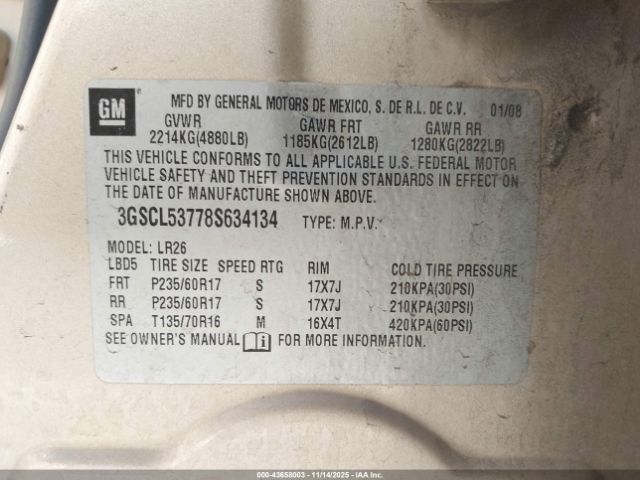 GM
MFD BY GENERAL MOTORS DE MEXICO, S. DE R.L. DE C.V. 01/08
GVWR GAWR FRT GAWR RR
2214KG(4880LB) 1185KG(2612LB) 1280KG(2822LB)
THIS VEHICLE CONFORMS TO ALL APPLICABLE U.S. FEDERAL MOTOR
VEHICLE SAFETY AND THEFT PREVENTION STANDARDS IN EFFECT ON
THE DATE OF MANUFACTURE SHOWN ABOVE.
3GSCL53778S634134 TYPE: M.P.V.
MODEL: LR26
LBD5 TIRE SIZE SPEED RTG RIM COLD TIRE PRESSURE
FRT P235/60R17 S 17X7J 210KPA(30PSI)
RR P235/60R17 S 17X7J 210KPA(30PSI)
SPA T135/70R16 M 16X4T 420KPA(60PSI)
SEE OWNER'S MANUAL FOR MORE INFORMATION.
000-43658003 - 11/14/2025 - IAA Inc. Copyright